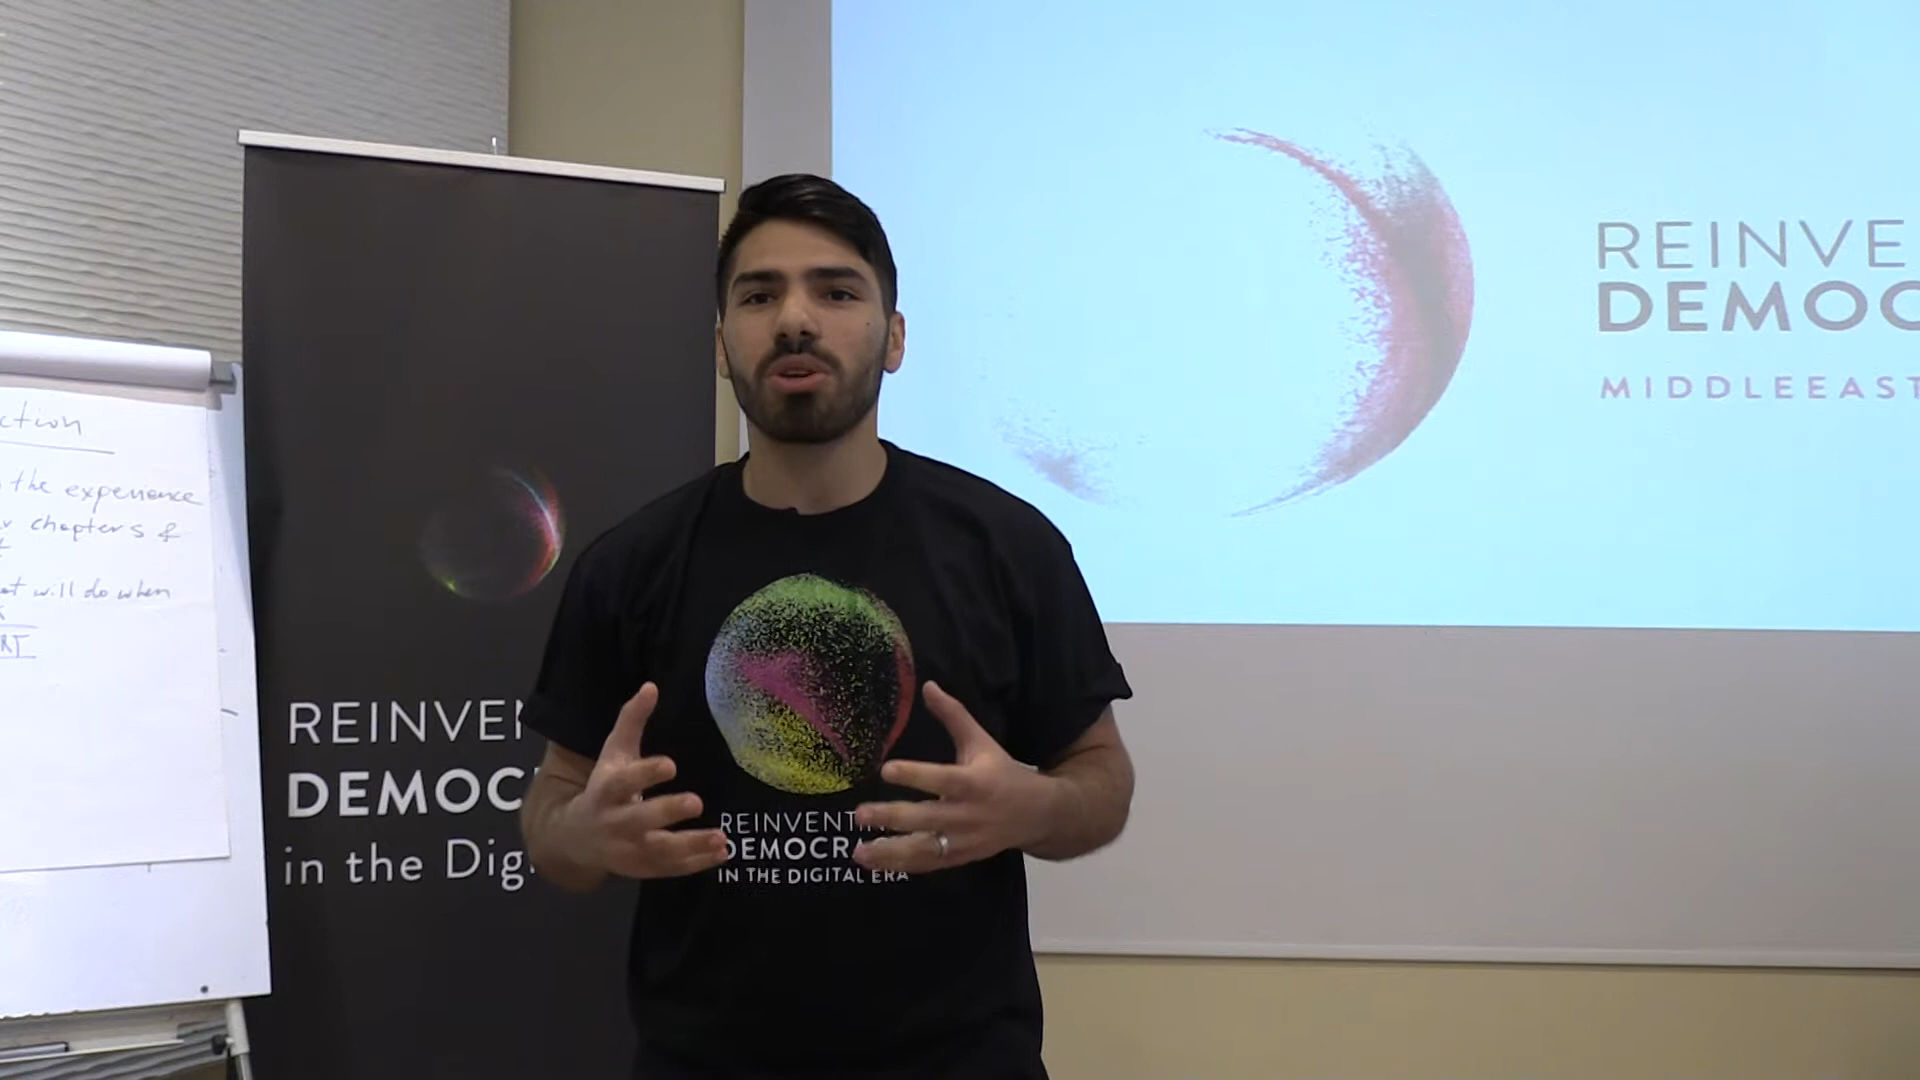 ction
the experience
chapters &
will do when
REINVEN
DEMOC
in the Dig
REINVENTIN
DEMOCRA
IN THE DIGITAL ERA
REINVE
DEMOC
MIDDLEEAST